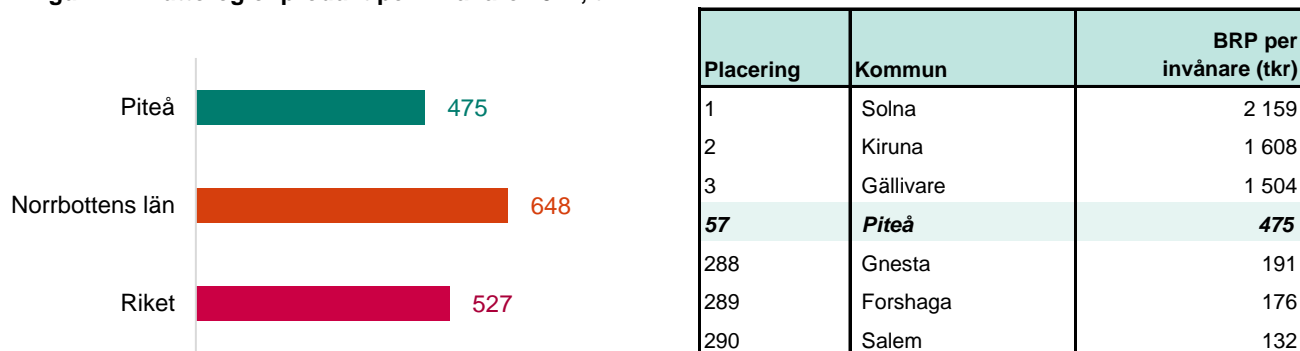 Piteå
475
Norrbottens län
648
Riket
527
BRP per
Placering Kommun invånare (tkr)
1 Solna 2 159
2 Kiruna 1 608
3 Gällivare 1 504
57 Piteå 475
288 Gnesta 191
289 Forshaga 176
290 Salem 132